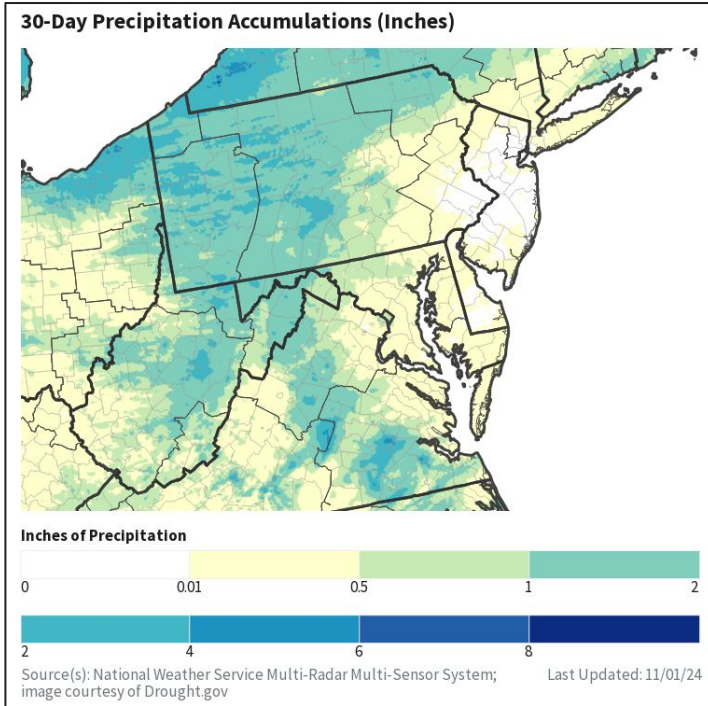 30-Day Precipitation Accumulations (Inches)
Inches of Precipitation
0 0.01 0.5 1 2
2 4 6 8
Source(s): National Weather Service Multi-Radar Multi-Sensor System; Last Updated: 11/01/24
image courtesy of Drought.gov